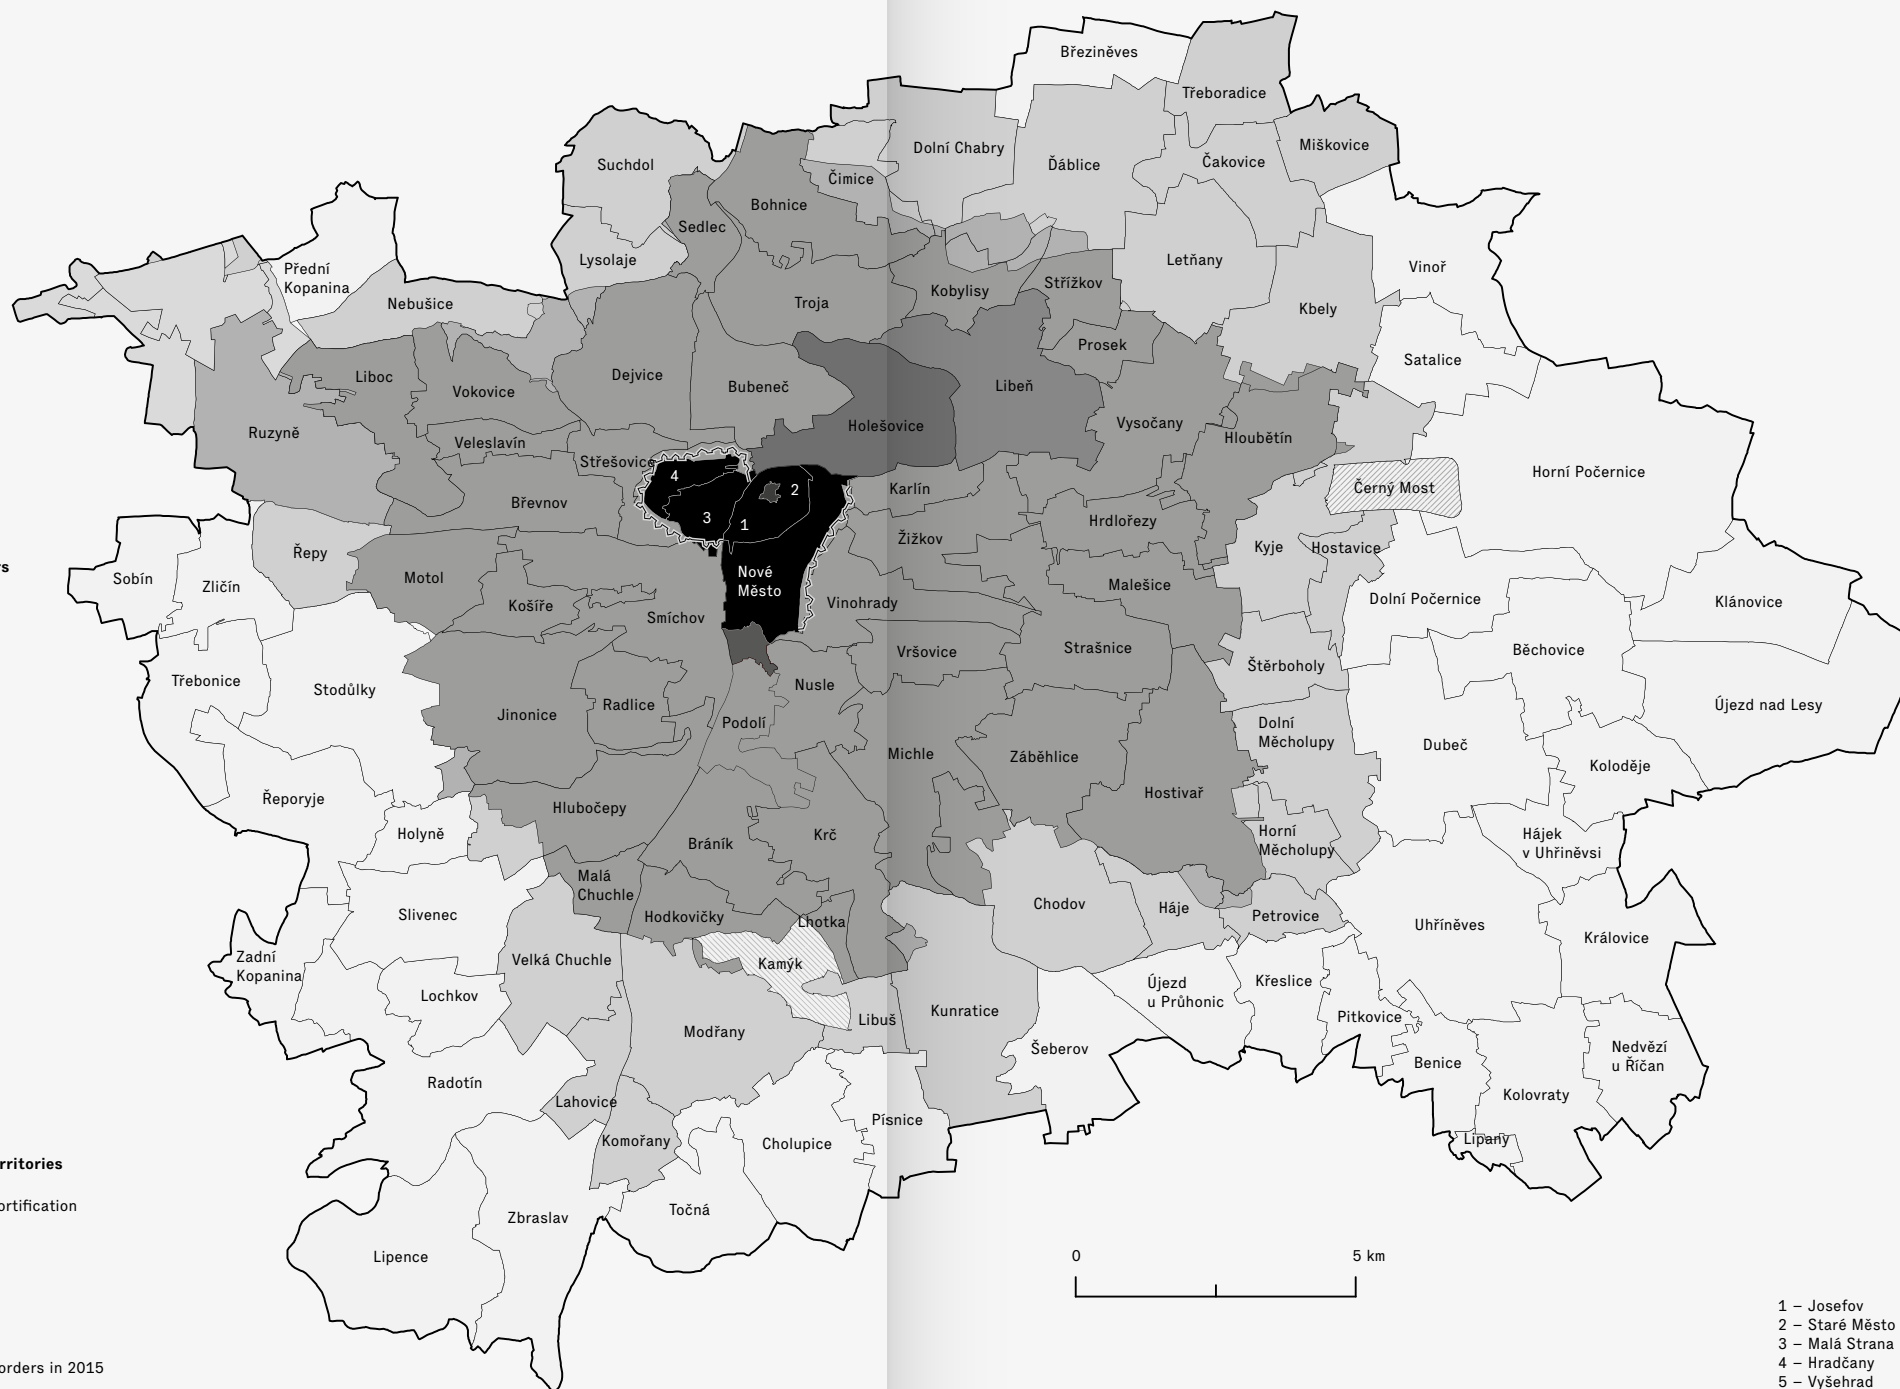 Březiněves
Třeboradice
Dolní Chabry
Miškovice
Suchdol
Ďáblice
Čakovice
Čimice
Bohnice
Sedlec
Lysolaje
Letňany
Vinoř
Přední
Kopanina
Nebušice
Troja
Kobylisy
Střížkov
Kbely
Prosek
Satalice
Liboc
Vokovice
Dejvice
Bubeneč
Libeň
Ruzyně
Veleslavín
Holešovice
Vysočany
Hloubětín
Střešovice
Horní Počernice
4
2
Karlín
Černý Most
Břevnov
3
1
Žižkov
Hrdlořezy
Kyje
Hostavice
Řepy
rs
Sobín
Zličín
Motol
Nové
Město
Malešice
Košíře
Smíchov
Vinohrady
Dolní Počernice
Klánovice
Třebonice
Stodůlky
Vršovice
Strašnice
Štěrboholy
Běchovice
Nusle
Jinonice
Radlice
Podolí
Újezd nad Lesy
Dolní
Měcholupy
Michle
Záběhlice
Dubeč
Koloděje
Řeporyje
Hlubočepy
Hostivař
Holyně
Bráník
Krč
Horní
Měcholupy
Hájek
v Uhřiněvsi
Malá
Chuchle
Slivenec
Hodkovičky
Lhotka
Chodov
Háje
Petrovice
Uhříněves
Královice
Zadní
Kopanina
Velká Chuchle
Kamýk
Lochkov
Újezd
u Průhonic
Křeslice
Modřany
Libuš
Kunratice
Pitkovice
Radotín
Šeberov
Benice
Nedvězí
u Říčan
Lahovice
Kolovraty
Komořany
Cholupice
Písnice
Lipany
rritories
ortification
Zbraslav
Točná
Lipence
0
5 km
1 – Josefov
2 – Staré Město
3 – Malá Strana
4 – Hradčany
5 – Vyšehrad
orders in 2015